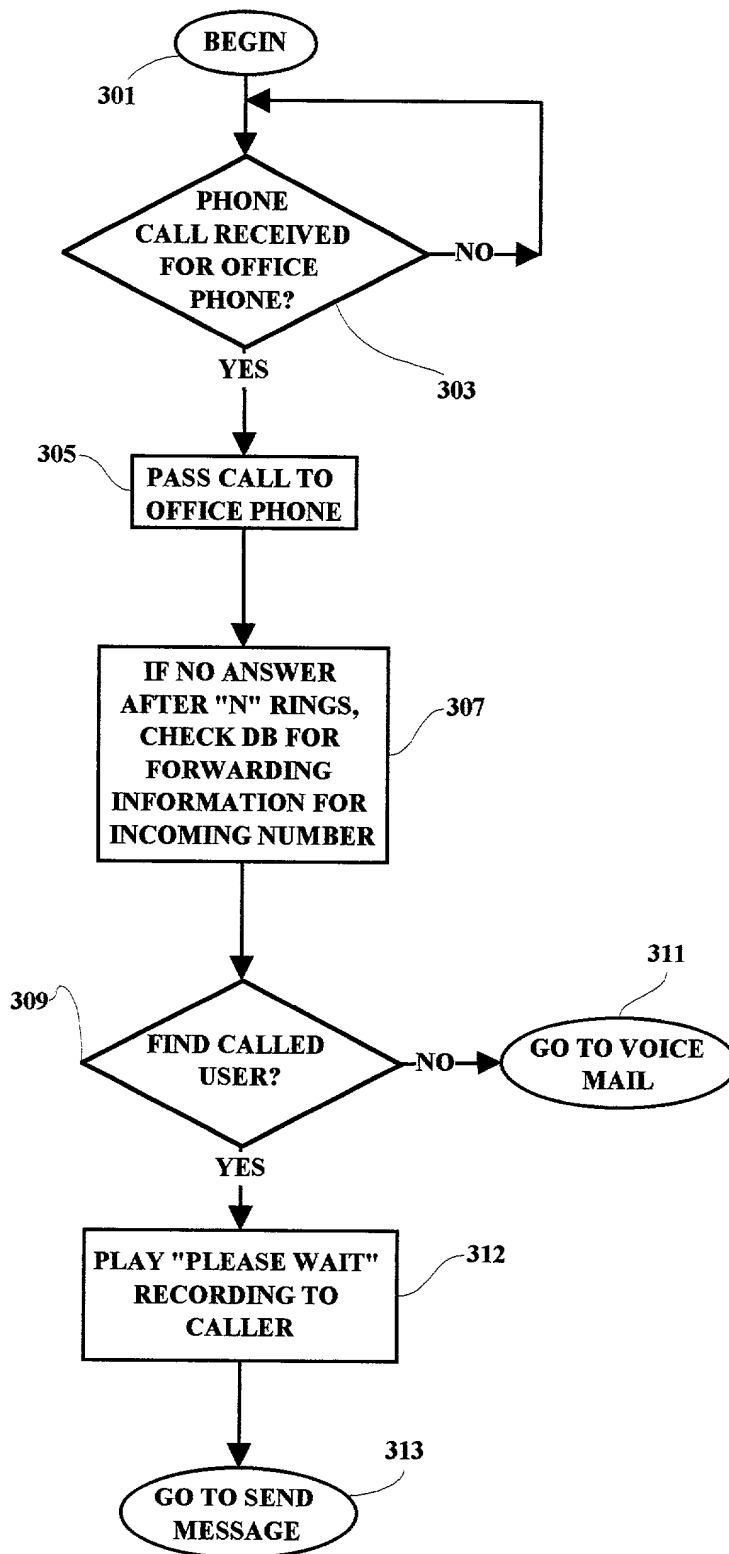 BEGIN
301
PHONE
CALL RECEIVED
FOR OFFICE
PHONE?
NO
303
YES
305
PASS CALL TO
OFFICE PHONE
IF NO ANSWER
AFTER "N" RINGS,
CHECK DB FOR
FORWARDING
INFORMATION FOR
INCOMING NUMBER
307
309
FIND CALLED
USER?
NO
311
GO TO VOICE
MAIL
YES
PLAY "PLEASE WAIT"
RECORDING TO
CALLER
312
313
GO TO SEND
MESSAGE